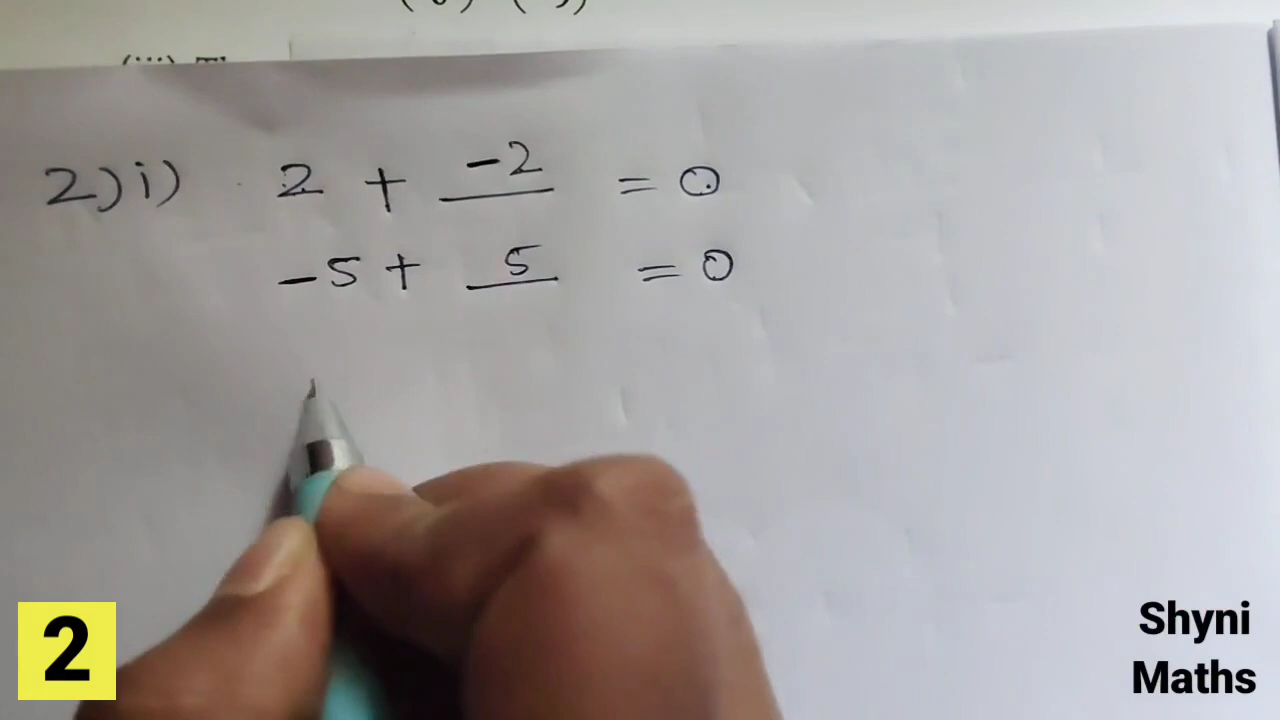 2) i) 2 + -2 = 0
-5 + 5 = 0
2
Shyni
Maths